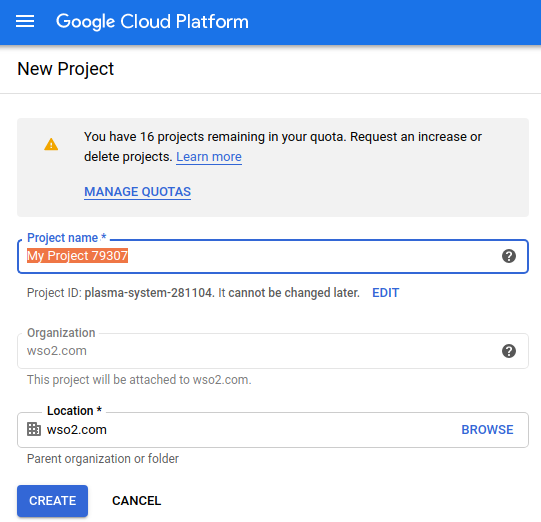 Google Cloud Platform
New Project
You have 16 projects remaining in your quota. Request an increase or
delete projects. Learn more
MANAGE QUOTAS
Project name *
My Project 79307
Project ID: plasma-system-281104. It cannot be changed later. EDIT
Organization
wso2.com
This project will be attached to wso2.com.
Location *
wso2.com BROWSE
Parent organization or folder
CREATE CANCEL